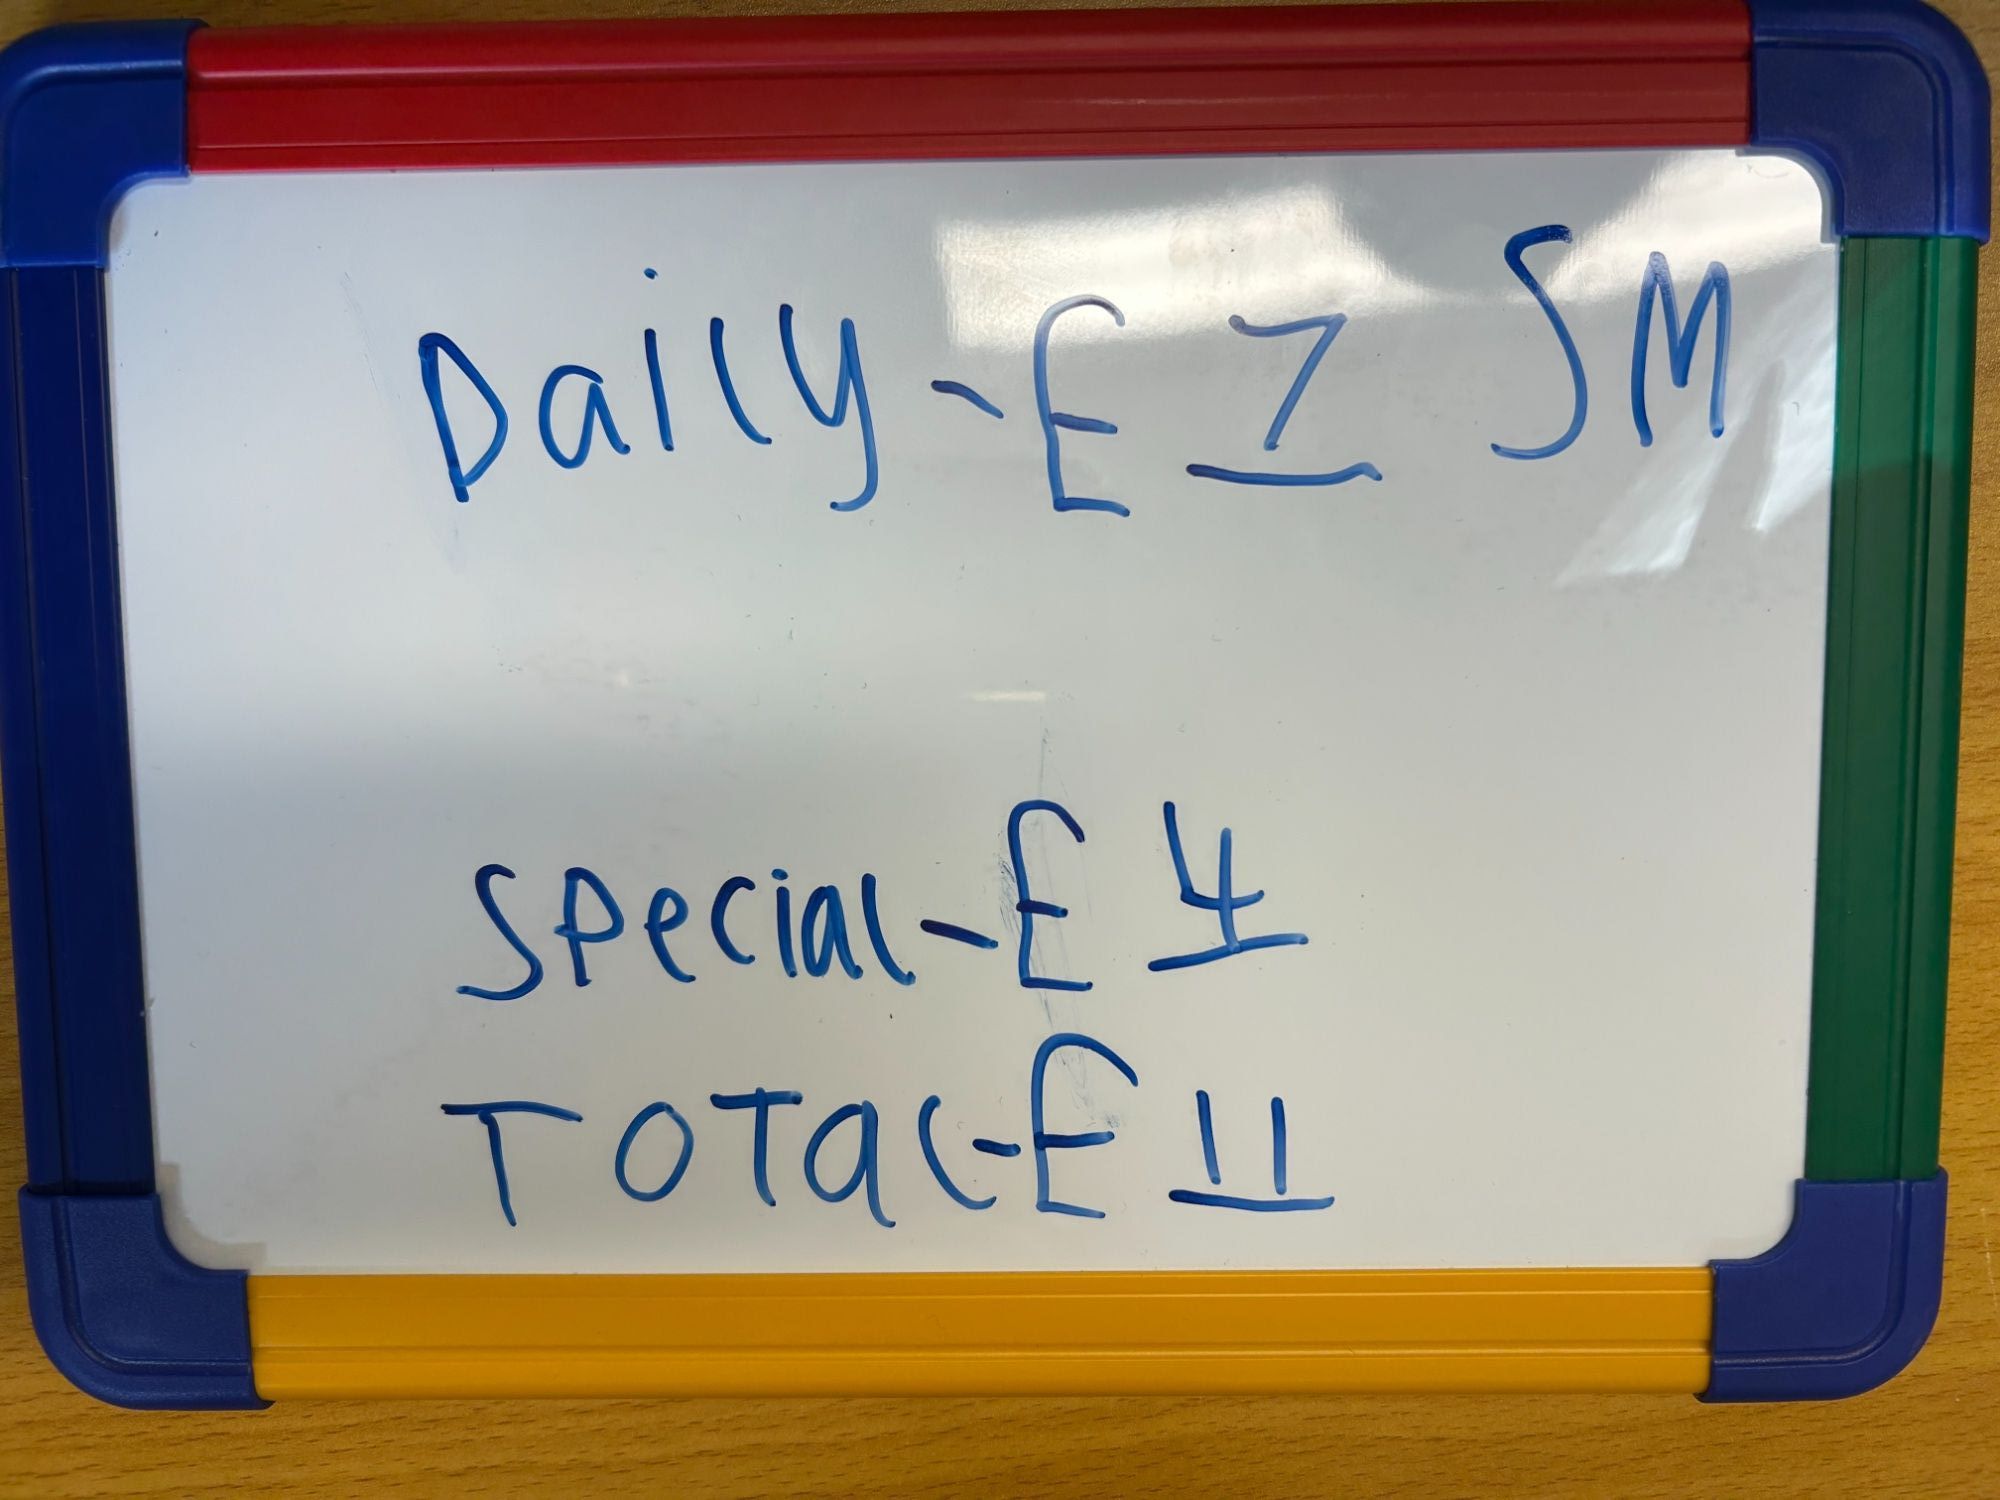 Daily - £ 7 SM
Special - £ 4
Total - £ 11